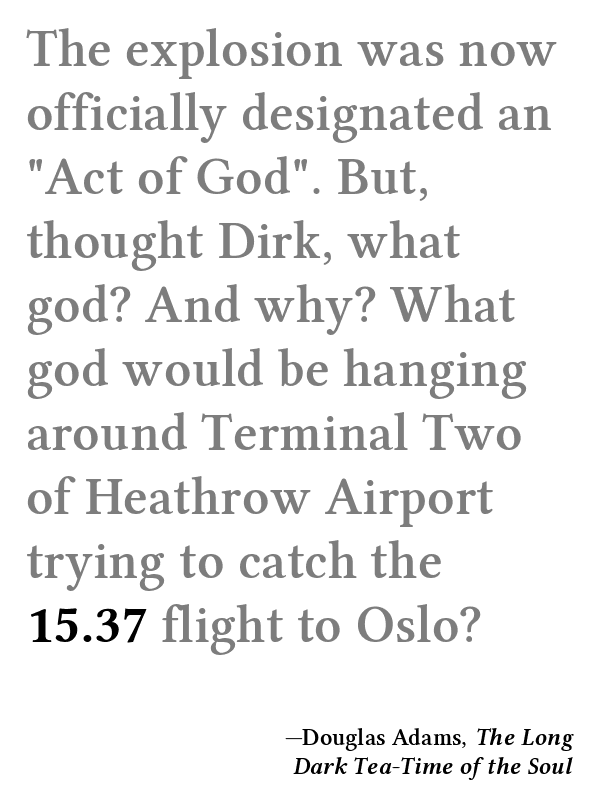 The explosion was now
officially designated an
"Act of God". But,
thought Dirk, what
god? And why? What
god would be hanging
around Terminal Two
of Heathrow Airport
trying to catch the
15.37 flight to Oslo?
—Douglas Adams, The Long
Dark Tea-Time of the Soul